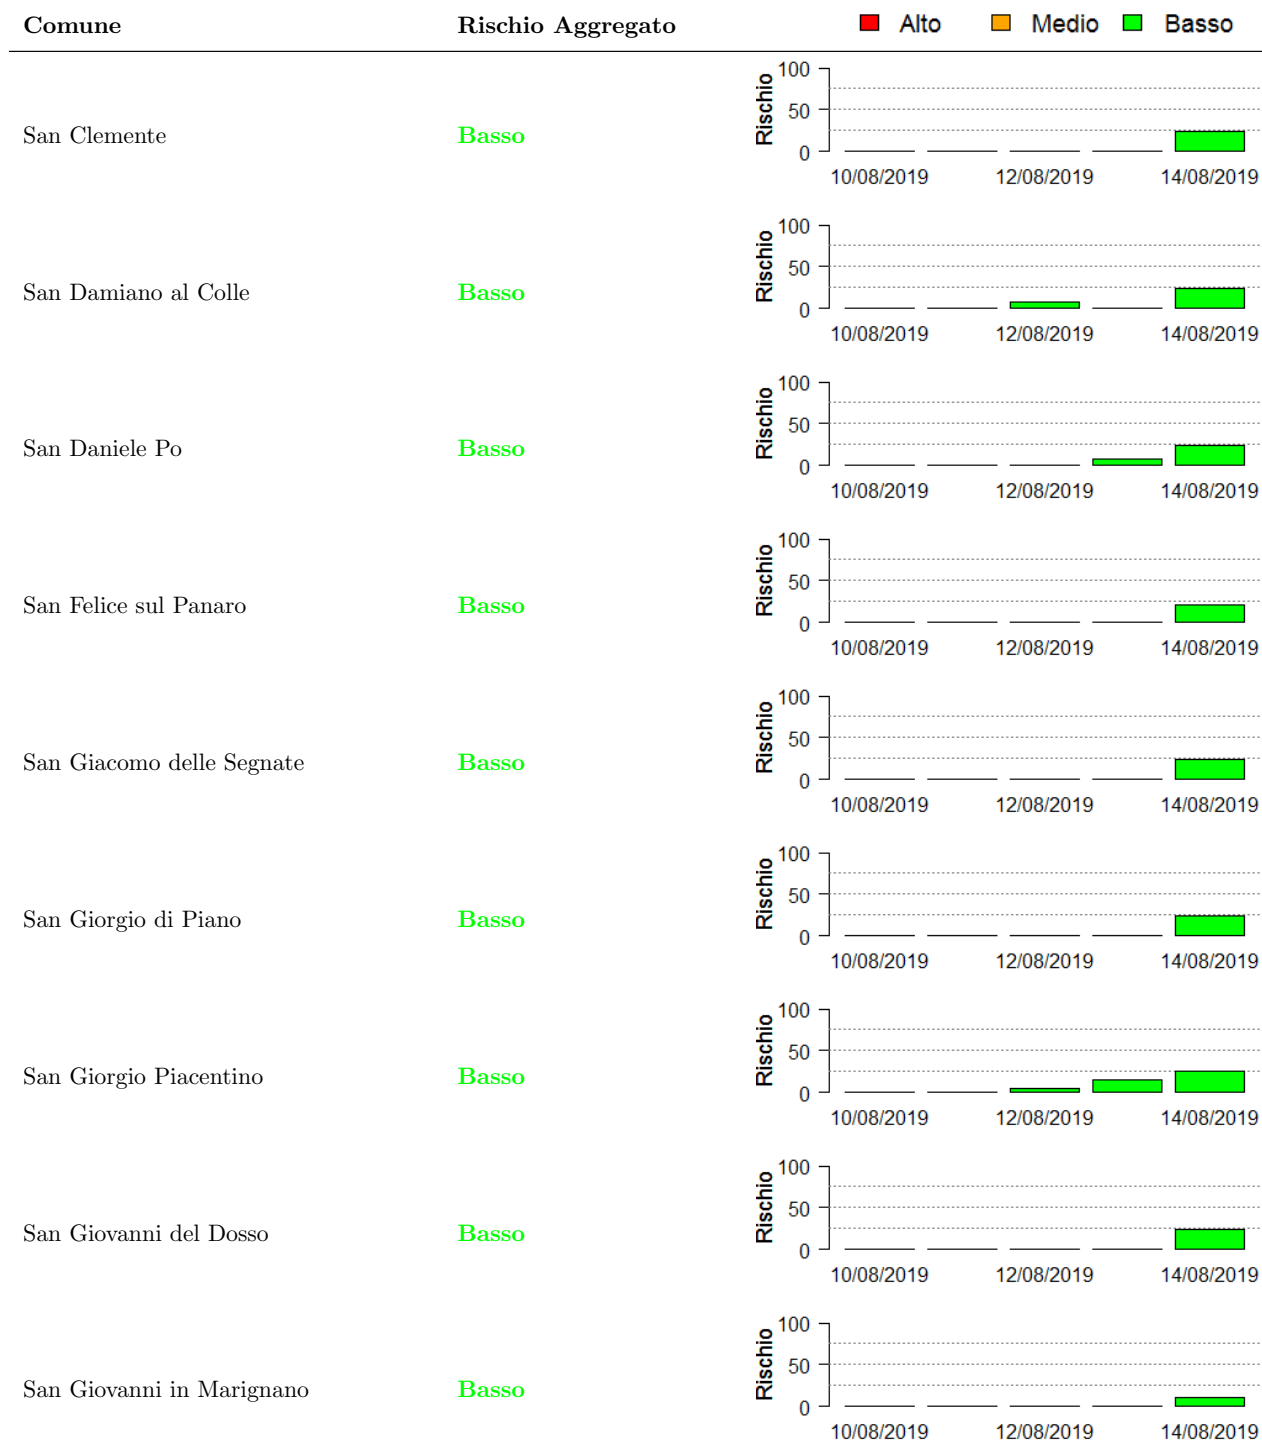 Comune Rischio Aggregato Alto Medio Basso
San Clemente Basso
Rischio
100
50
0
10/08/2019 12/08/2019 14/08/2019
San Damiano al Colle Basso
Rischio
100
50
0
10/08/2019 12/08/2019 14/08/2019
San Daniele Po Basso
Rischio
100
50
0
10/08/2019 12/08/2019 14/08/2019
San Felice sul Panaro Basso
Rischio
100
50
0
10/08/2019 12/08/2019 14/08/2019
San Giacomo delle Segnate Basso
Rischio
100
50
0
10/08/2019 12/08/2019 14/08/2019
San Giorgio di Piano Basso
Rischio
100
50
0
10/08/2019 12/08/2019 14/08/2019
San Giorgio Piacentino Basso
Rischio
100
50
0
10/08/2019 12/08/2019 14/08/2019
San Giovanni del Dosso Basso
Rischio
100
50
0
10/08/2019 12/08/2019 14/08/2019
San Giovanni in Marignano Basso
Rischio
100
50
0
10/08/2019 12/08/2019 14/08/2019